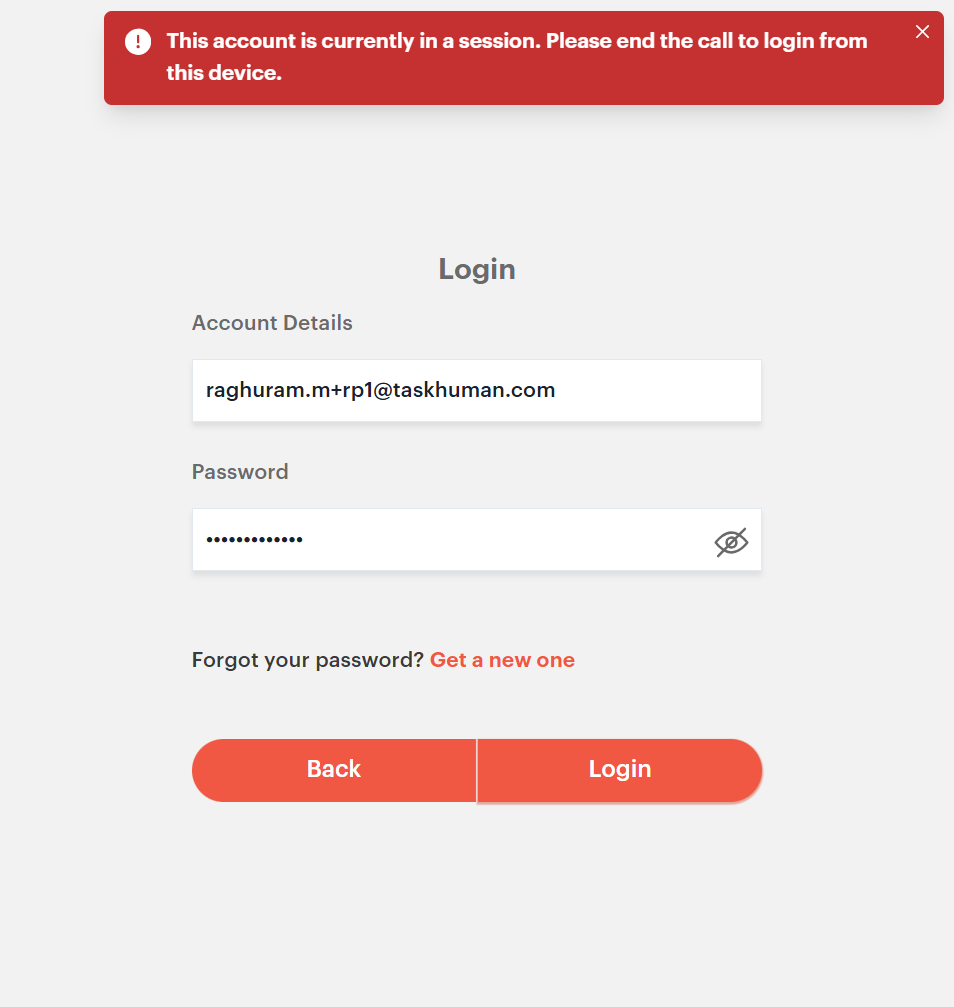 This account is currently in a session. Please end the call to login from
this device.
Login
Account Details
raghuram.m+rp1@taskhuman.com
Password
•••••••••••••
Forgot your password? Get a new one
Back
Login